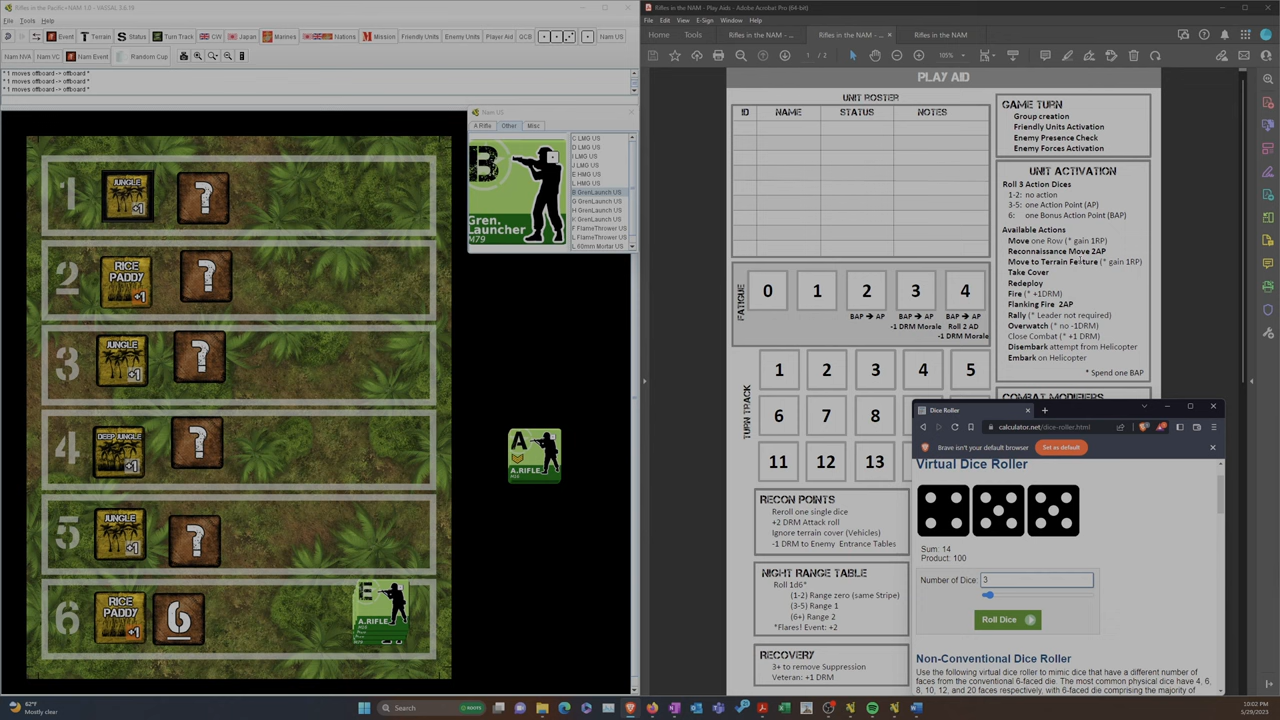 Rifles in the Pacific+NAM 3.0 - VASSAL 3.6.19
File Tools Help
Event Terrain Status Turn Track CW Japan Marines Nations Mission Friendly Units Enemy Units Player Aid GCB Nam US
Nam NVA Nam VC Nam Event Random Cup
* 1 moves offboard -> offboard *
* 1 moves offboard -> offboard *
* 1 moves offboard -> offboard *
Nam US
A Rifle Other Misc
B
Gren.
Launcher
M79
C LMG US
D LMG US
I LMG US
J LMG US
E HMG US
L HMG US
B GrenLaunch US
G GrenLaunch US
H GrenLaunch US
K GrenLaunch US
F FlameThrower US
L FlameThrower US
L 60mm Mortar US
1 JUNGLE +1 ?
2 RICE PADDY +1 ?
3 JUNGLE +1 ?
4 DEEP JUNGLE +1 ?
5 JUNGLE +1 ?
6 RICE PADDY +1 6
E
A.RIFLE
A
A.RIFLE
M16
Rifles in the NAM - Play Aids - Adobe Acrobat Pro (64-bit)
File Edit View E-Sign Window Help
Home Tools Rifles in the NAM - ... Rifles in the NAM - ... × Rifles in the NAM
1 / 2 105%
PLAY AID
UNIT ROSTER
ID NAME STATUS NOTES
FATIGUE
0 1 2 3 4
BAP → AP
BAP → AP
-1 DRM Morale
BAP → AP
Roll 2 AD
-1 DRM Morale
TURN TRACK
1 2 3 4 5
6 7 8
11 12 13
RECON POINTS
Reroll one single dice
+2 DRM Attack roll
Ignore terrain cover (Vehicles)
-1 DRM to Enemy Entrance Tables
NIGHT RANGE TABLE
Roll 1d6*
(1-2) Range zero (same Stripe)
(3-5) Range 1
(6+) Range 2
*Flares! Event: +2
RECOVERY
3+ to remove Suppression
Veteran: +1 DRM
GAME TURN
Group creation
Friendly Units Activation
Enemy Presence Check
Enemy Forces Activation
UNIT ACTIVATION
Roll 3 Action Dices
1-2: no action
3-5: one Action Point (AP)
6: one Bonus Action Point (BAP)
Available Actions
Move one Row (* gain 1RP)
Reconnaissance Move 2AP
Move to Terrain Feature (* gain 1RP)
Take Cover
Redeploy
Fire (* +1DRM)
Flanking Fire 2AP
Rally (* Leader not required)
Overwatch (* no -1DRM)
Close Combat (* +1 DRM)
Disembark attempt from Helicopter
Embark on Helicopter
* Spend one BAP
COMBAT MODIFIERS
Dice Roller
calculator.net/dice-roller.html
Brave isn't your default browser Set as default
Virtual Dice Roller
Sum: 14
Product: 100
Number of Dice: 3
Roll Dice
Non-Conventional Dice Roller
Use the following virtual dice roller to mimic dice that have a different number of
faces from the conventional 6-faced die. The most common physical dice have 4, 6,
8, 10, 12, and 20 faces respectively, with 6-faced die comprising the majority of
62°F
Mostly clear
Search
10:02 PM
5/29/2023